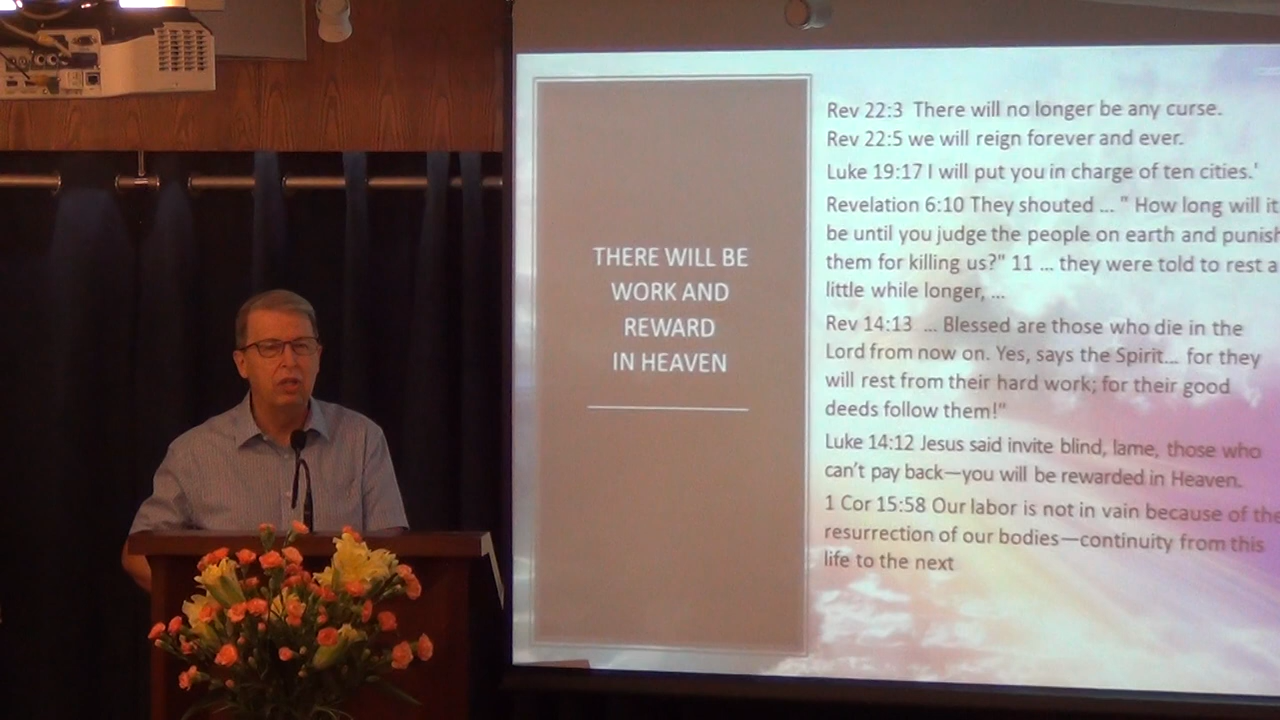 THERE WILL BE
WORK AND
REWARD
IN HEAVEN
Rev 22:3  There will no longer be any curse.
Rev 22:5 we will reign forever and ever.
Luke 19:17 I will put you in charge of ten cities.'
Revelation 6:10 They shouted ... " How long will it
be until you judge the people on earth and punish
them for killing us?" 11 ... they were told to rest a
little while longer, ...
Rev 14:13  ... Blessed are those who die in the
Lord from now on. Yes, says the Spirit... for they
will rest from their hard work; for their good
deeds follow them!"
Luke 14:12 Jesus said invite blind, lame, those who
can't pay back—you will be rewarded in Heaven.
1 Cor 15:58 Our labor is not in vain because of the
resurrection of our bodies—continuity from this
life to the next